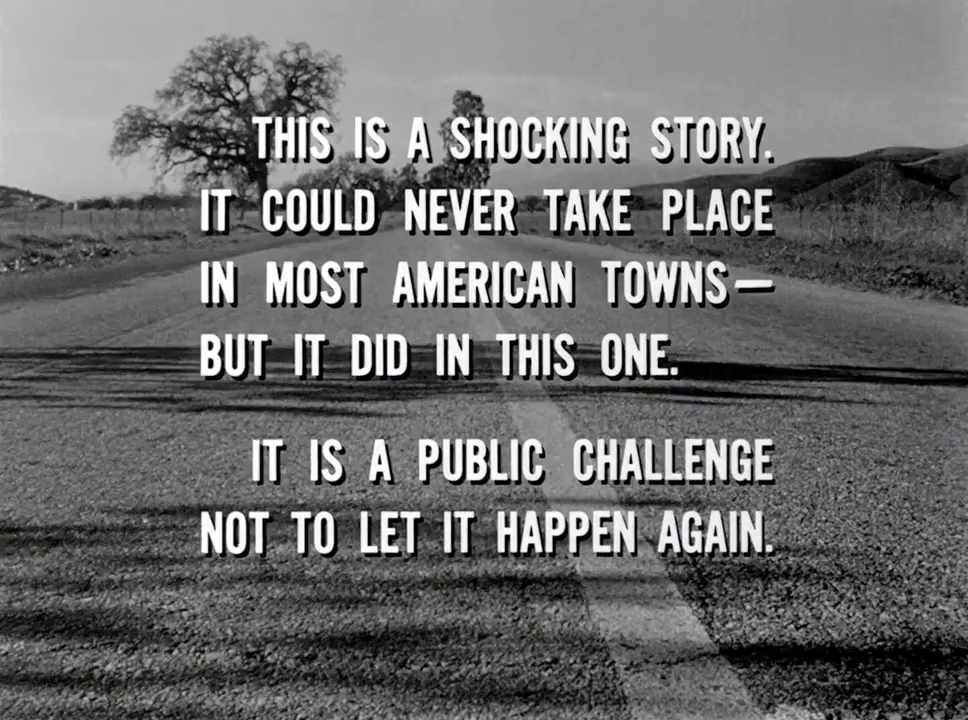 THIS IS A SHOCKING STORY.
IT COULD NEVER TAKE PLACE
IN MOST AMERICAN TOWNS—
BUT IT DID IN THIS ONE.
IT IS A PUBLIC CHALLENGE
NOT TO LET IT HAPPEN AGAIN.